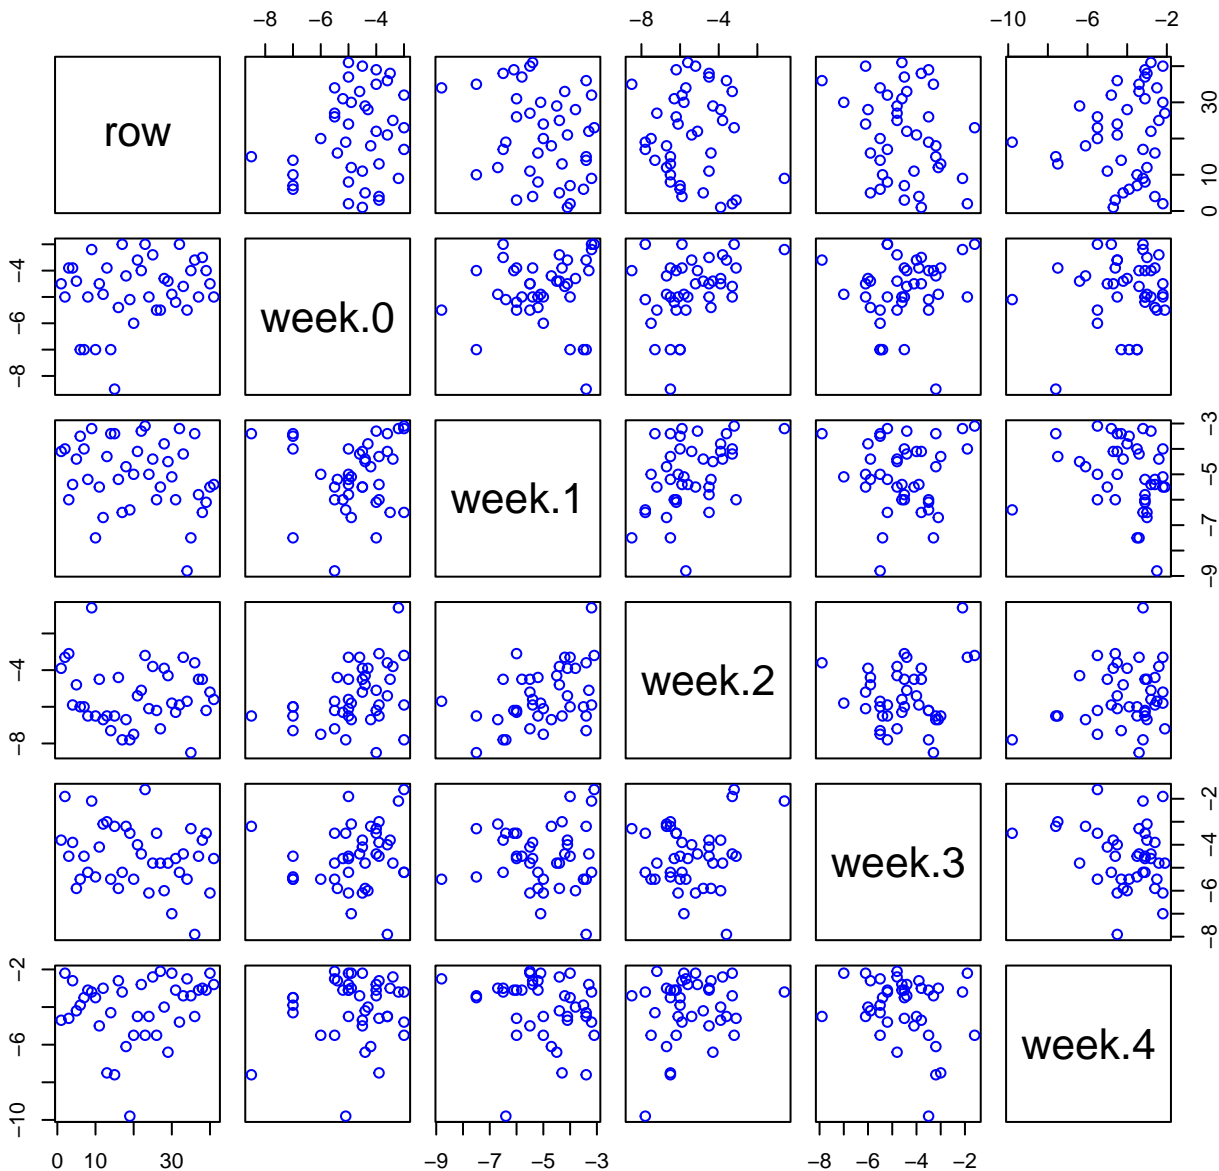 −8 −6 −4 −8 −4 −10 −6 −2
row 0 10 30
−8 −6 −4 week.0
week.1 −9 −7 −5 −3
−8 −4 week.2
week.3 −8 −6 −4 −2
−10 −6 −2 week.4
0 10 30 −9 −7 −5 −3 −8 −6 −4 −2